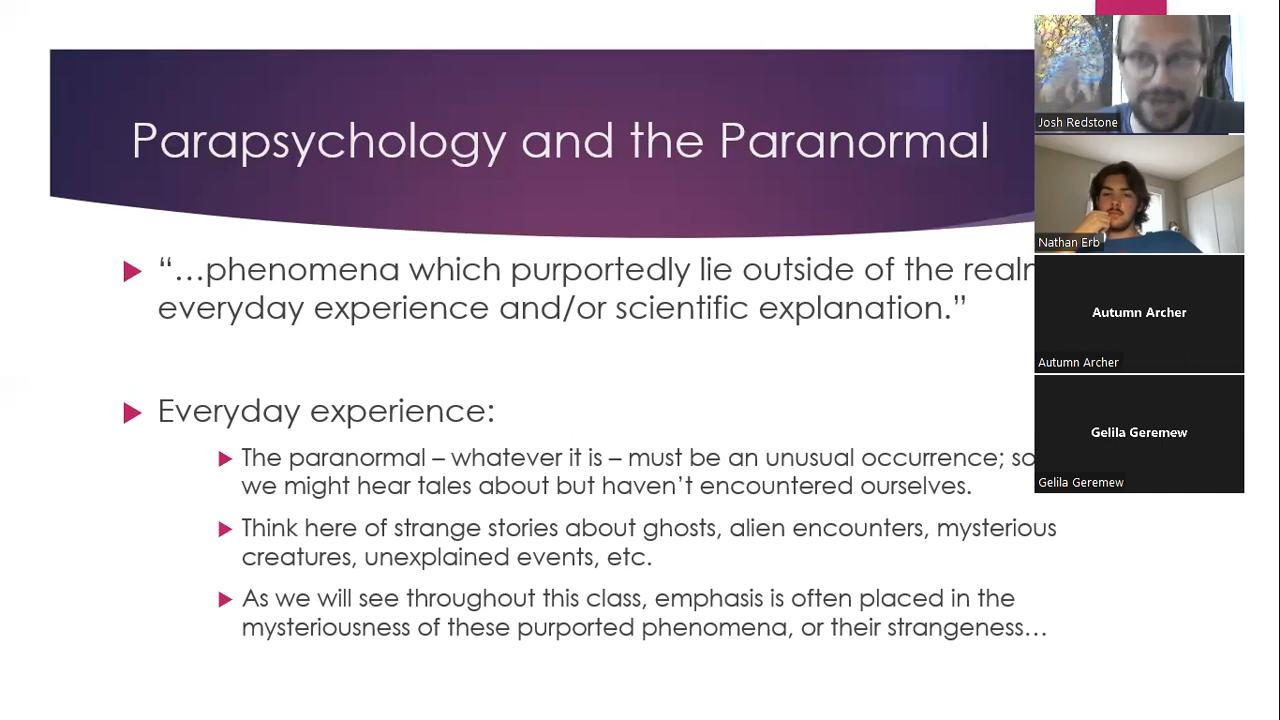 Parapsychology and the Paranormal
“…phenomena which purportedly lie outside of the
everyday experience and/or scientific explanation.”
Everyday experience:
The paranormal – whatever it is – must be an unusual occurrence;
we might hear tales about but haven’t encountered ourselves.
Think here of strange stories about ghosts, alien encounters, mysterious
creatures, unexplained events, etc.
As we will see throughout this class, emphasis is often placed in the
mysteriousness of these purported phenomena, or their strangeness…
Josh Redstone
Nathan Erb
Autumn Archer
Autumn Archer
Gelila Geremew
Gelila Geremew